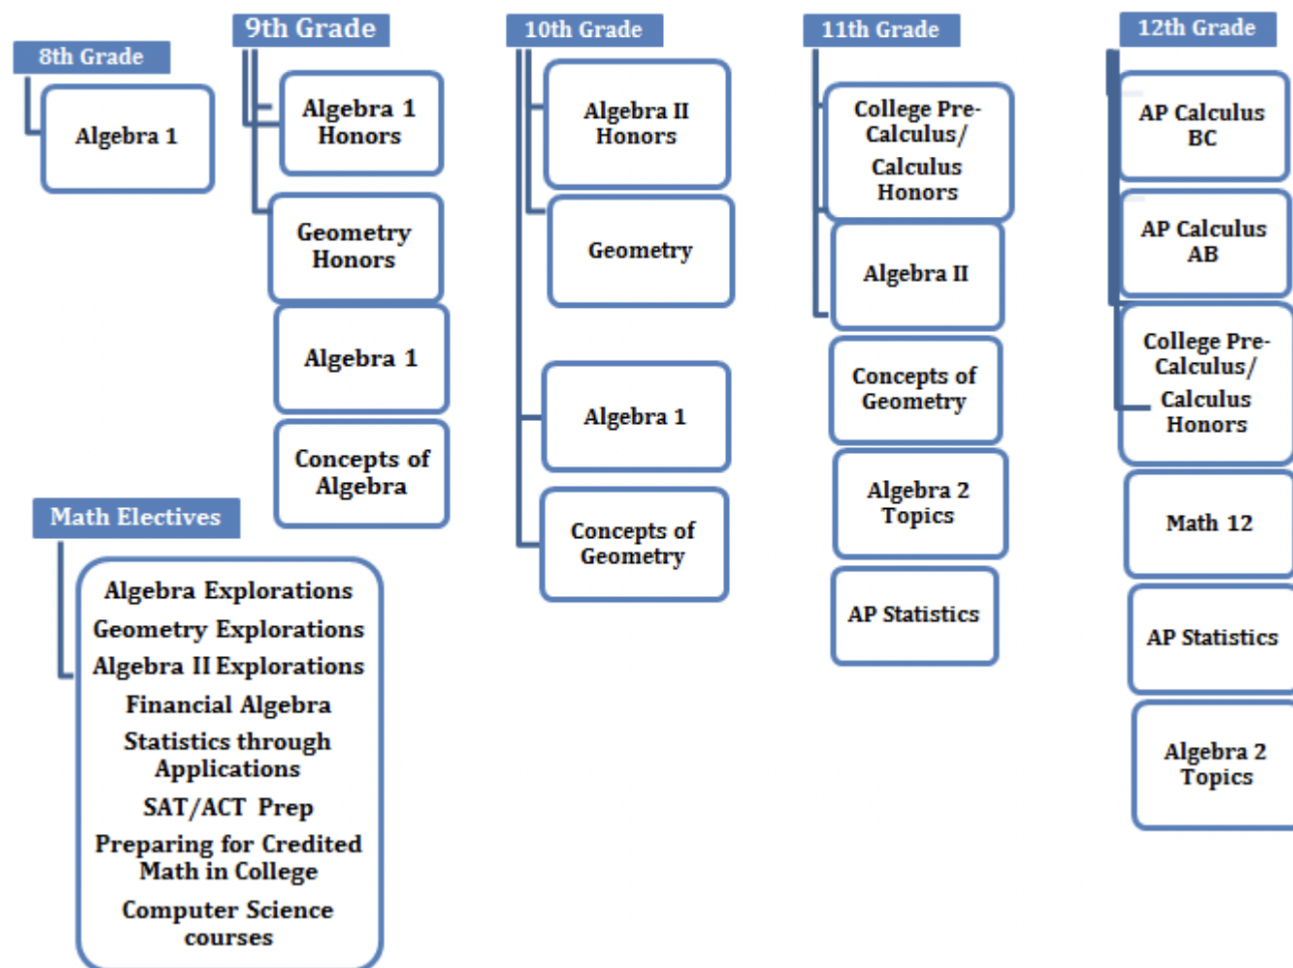 8th Grade
Algebra 1
9th Grade
Algebra 1
Honors
Geometry
Honors
Algebra 1
Concepts of
Algebra
Math Electives
Algebra Explorations
Geometry Explorations
Algebra II Explorations
Financial Algebra
Statistics through
Applications
SAT/ACT Prep
Preparing for Credited
Math in College
Computer Science
courses
10th Grade
Algebra II
Honors
Geometry
Algebra 1
Concepts of
Geometry
11th Grade
College Pre-
Calculus/
Calculus
Honors
Algebra II
Concepts of
Geometry
Algebra 2
Topics
AP Statistics
12th Grade
AP Calculus
BC
AP Calculus
AB
College Pre-
Calculus/
Calculus
Honors
Math 12
AP Statistics
Algebra 2
Topics